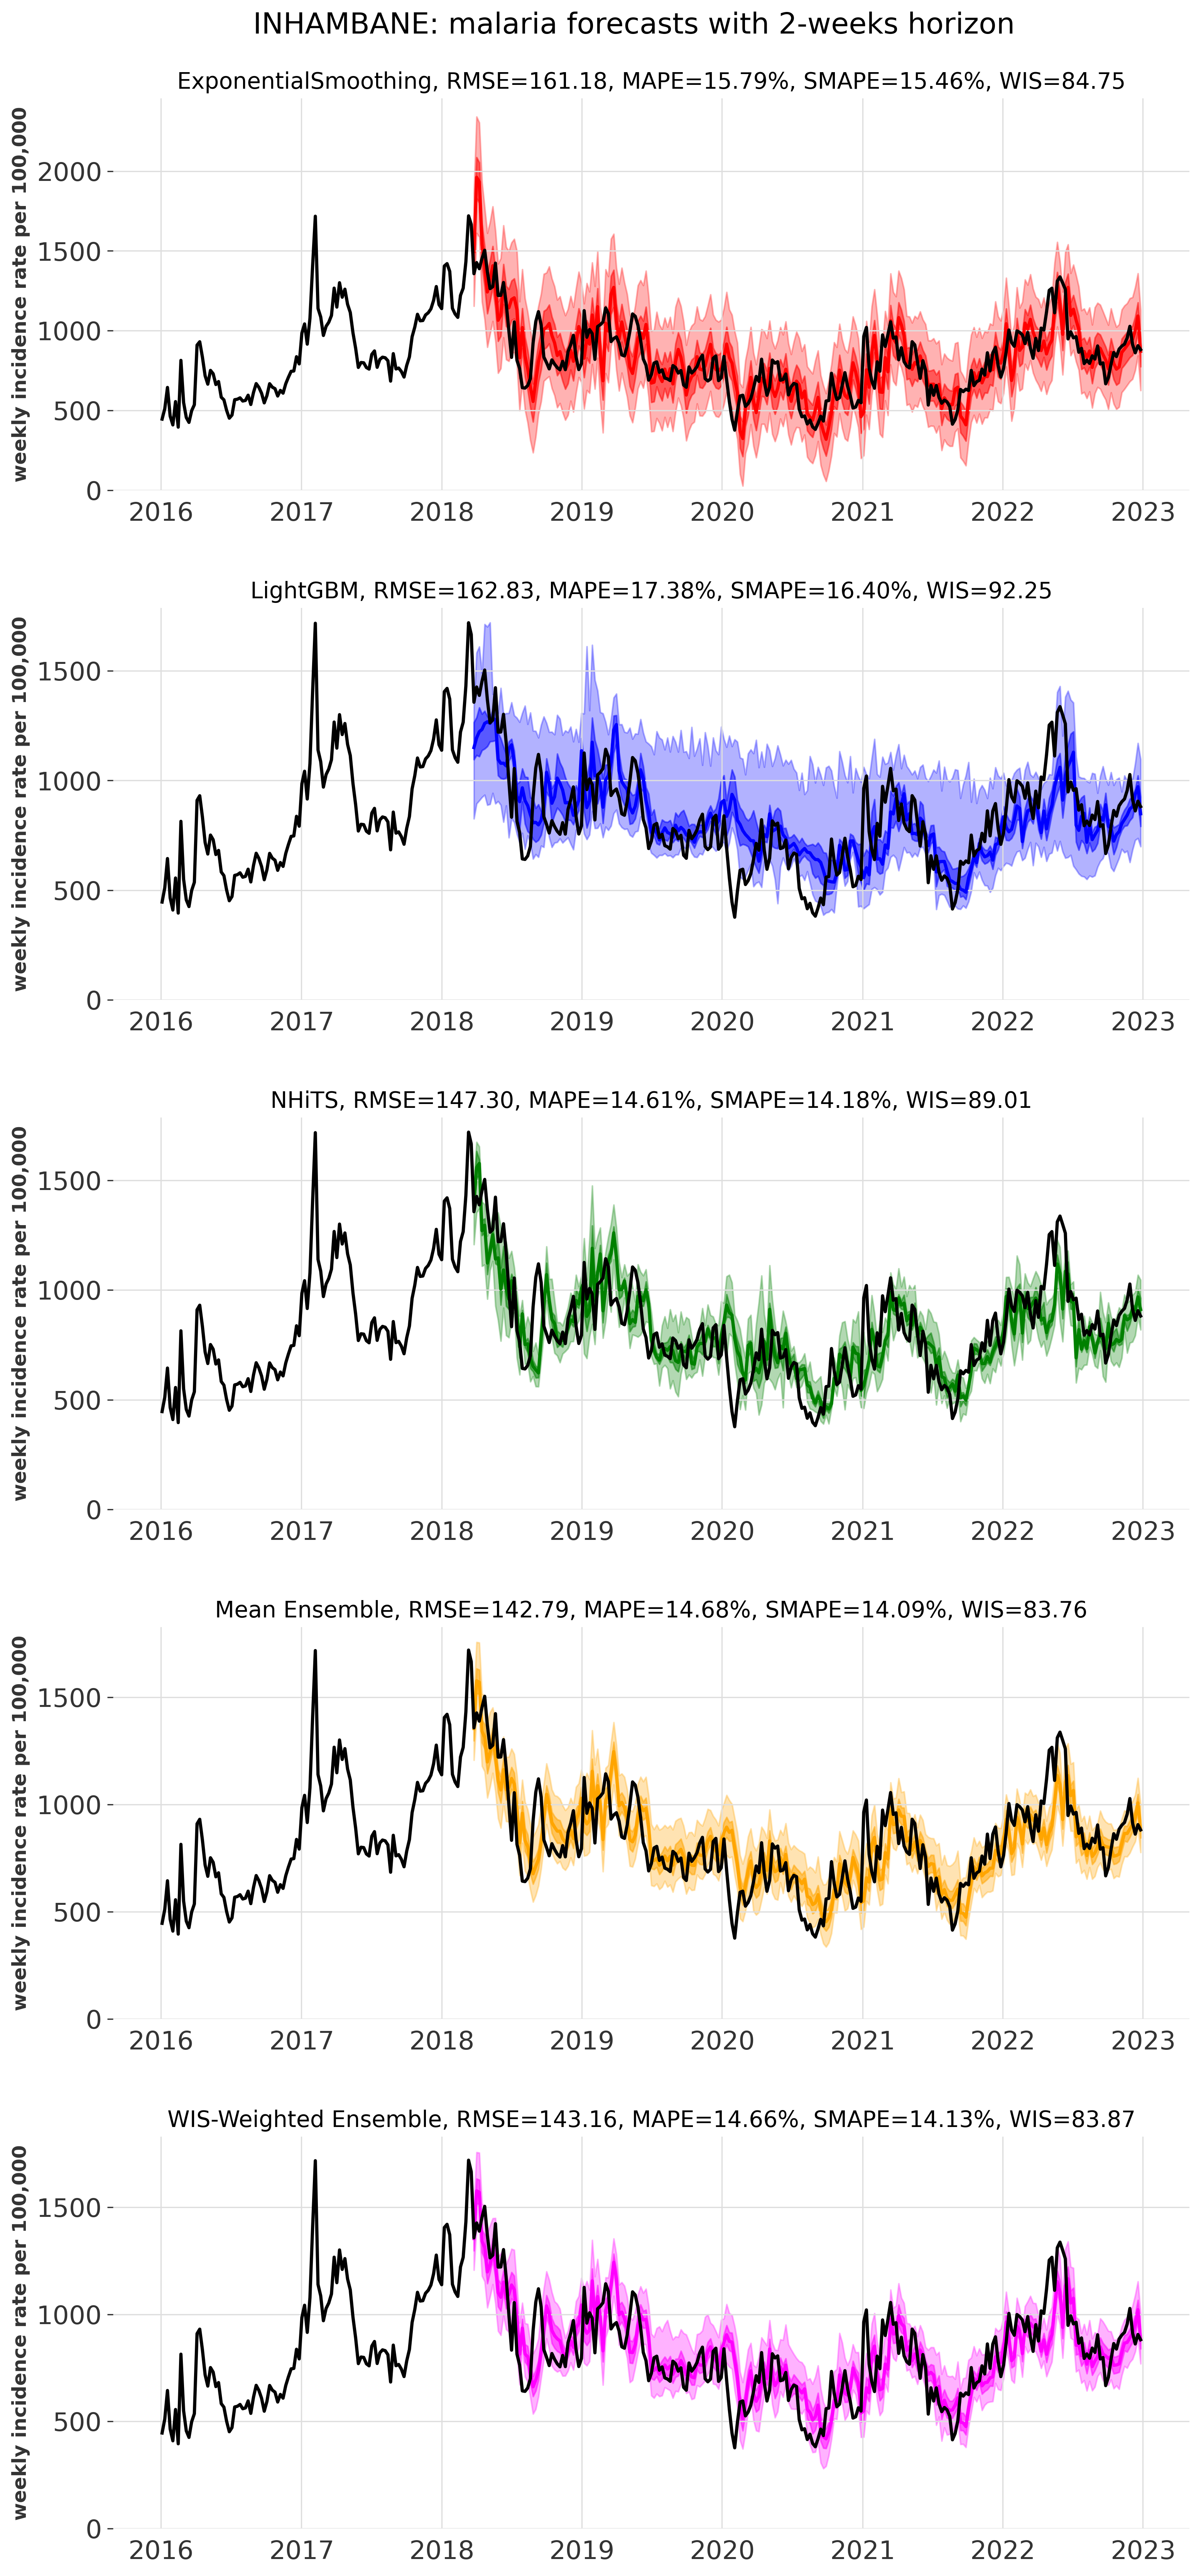 INHAMBANE: malaria forecasts with 2-weeks horizon
ExponentialSmoothing, RMSE=161.18, MAPE=15.79%, SMAPE=15.46%, WIS=84.75
weekly incidence rate per 100,000
2000
1500
1000
500
0
2016 2017 2018 2019 2020 2021 2022 2023
LightGBM, RMSE=162.83, MAPE=17.38%, SMAPE=16.40%, WIS=92.25
weekly incidence rate per 100,000
1500
1000
500
0
2016 2017 2018 2019 2020 2021 2022 2023
NHiTS, RMSE=147.30, MAPE=14.61%, SMAPE=14.18%, WIS=89.01
weekly incidence rate per 100,000
1500
1000
500
0
2016 2017 2018 2019 2020 2021 2022 2023
Mean Ensemble, RMSE=142.79, MAPE=14.68%, SMAPE=14.09%, WIS=83.76
weekly incidence rate per 100,000
1500
1000
500
0
2016 2017 2018 2019 2020 2021 2022 2023
WIS-Weighted Ensemble, RMSE=143.16, MAPE=14.66%, SMAPE=14.13%, WIS=83.87
weekly incidence rate per 100,000
1500
1000
500
0
2016 2017 2018 2019 2020 2021 2022 2023